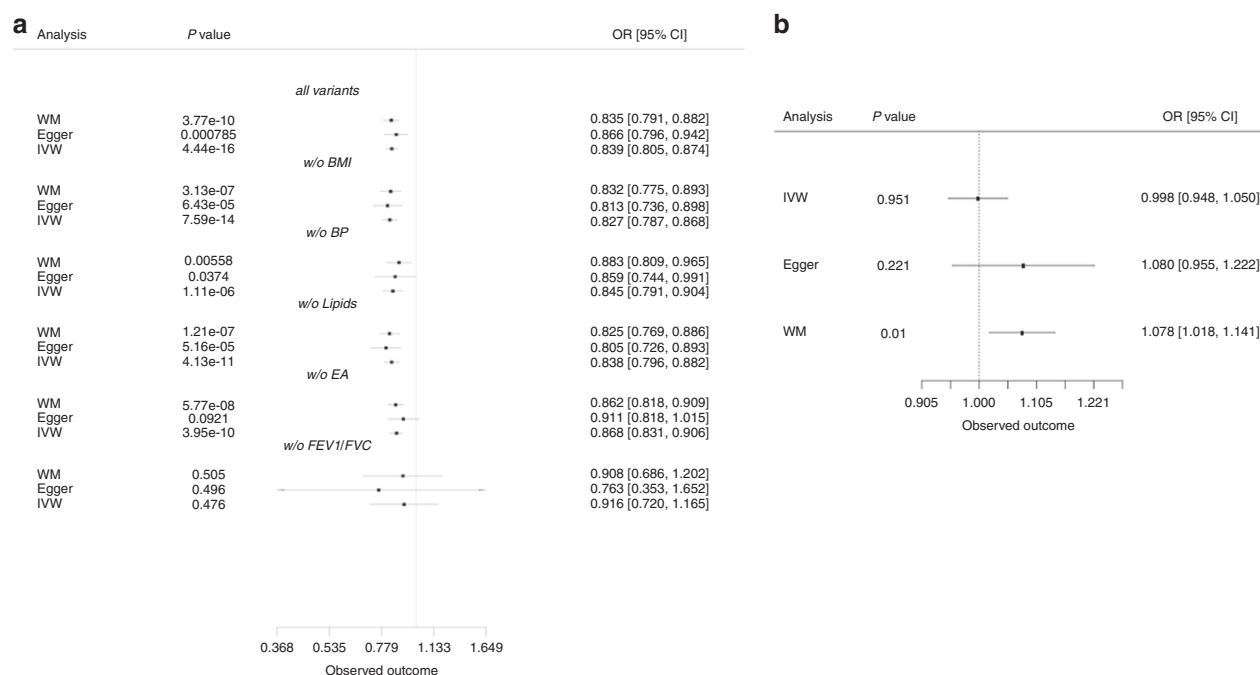 a
Analysis P value OR [95% CI]
all variants
WM 3.77e-10 0.835 [0.791, 0.882]
Egger 0.000785 0.866 [0.796, 0.942]
IVW 4.44e-16 0.839 [0.805, 0.874]
w/o BMI
WM 3.13e-07 0.832 [0.775, 0.893]
Egger 6.43e-05 0.813 [0.736, 0.898]
IVW 7.59e-14 0.827 [0.787, 0.868]
w/o BP
WM 0.00558 0.883 [0.809, 0.965]
Egger 0.0374 0.859 [0.744, 0.991]
IVW 1.11e-06 0.845 [0.791, 0.904]
w/o Lipids
WM 1.21e-07 0.825 [0.769, 0.886]
Egger 5.16e-05 0.805 [0.726, 0.893]
IVW 4.13e-11 0.838 [0.796, 0.882]
w/o EA
WM 5.77e-08 0.862 [0.818, 0.909]
Egger 0.0921 0.911 [0.818, 1.015]
IVW 3.95e-10 0.868 [0.831, 0.906]
w/o FEV1/FVC
WM 0.505 0.908 [0.686, 1.202]
Egger 0.496 0.763 [0.353, 1.652]
IVW 0.476 0.916 [0.720, 1.165]
0.368 0.535 0.779 1.133 1.649
Observed outcome
b
Analysis P value OR [95% CI]
IVW 0.951 0.998 [0.948, 1.050]
Egger 0.221 1.080 [0.955, 1.222]
WM 0.01 1.078 [1.018, 1.141]
0.905 1.000 1.105 1.221
Observed outcome